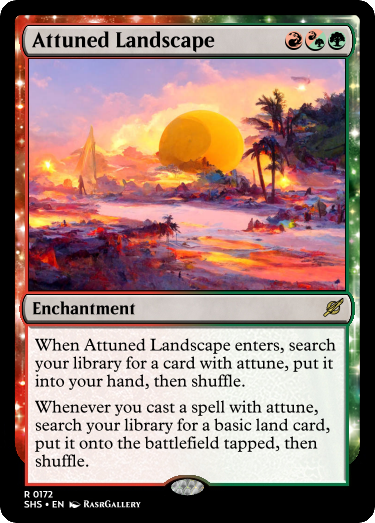 Attuned Landscape
Enchantment
When Attuned Landscape enters, search
your library for a card with attune, put it
into your hand, then shuffle.
Whenever you cast a spell with attune,
search your library for a basic land card,
put it onto the battlefield tapped, then
shuffle.
R 0172
SHS • EN RasrGallery